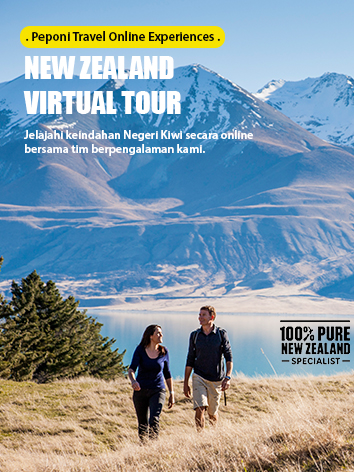 . Peponi Travel Online Experiences .
NEW ZEALAND
VIRTUAL TOUR
Jelajahi keindahan Negeri Kiwi secara online
bersama tim berpengalaman kami.
100% PURE
NEW ZEALAND
SPECIALIST